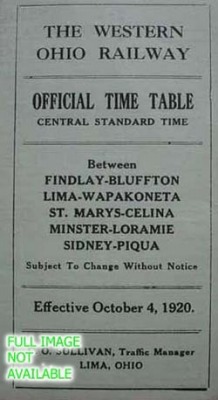 THE WESTERN
OHIO RAILWAY
OFFICIAL TIME TABLE
CENTRAL STANDARD TIME
Between
FINDLAY-BLUFFTON
LIMA-WAPAKONETA
ST. MARYS-CELINA
MINSTER-LORAMIE
SIDNEY-PIQUA
Subject To Change Without Notice
Effective October 4, 1920.
FULL IMAGE
NOT
AVAILABLE
O. SULLIVAN, Traffic Manager
LIMA, OHIO